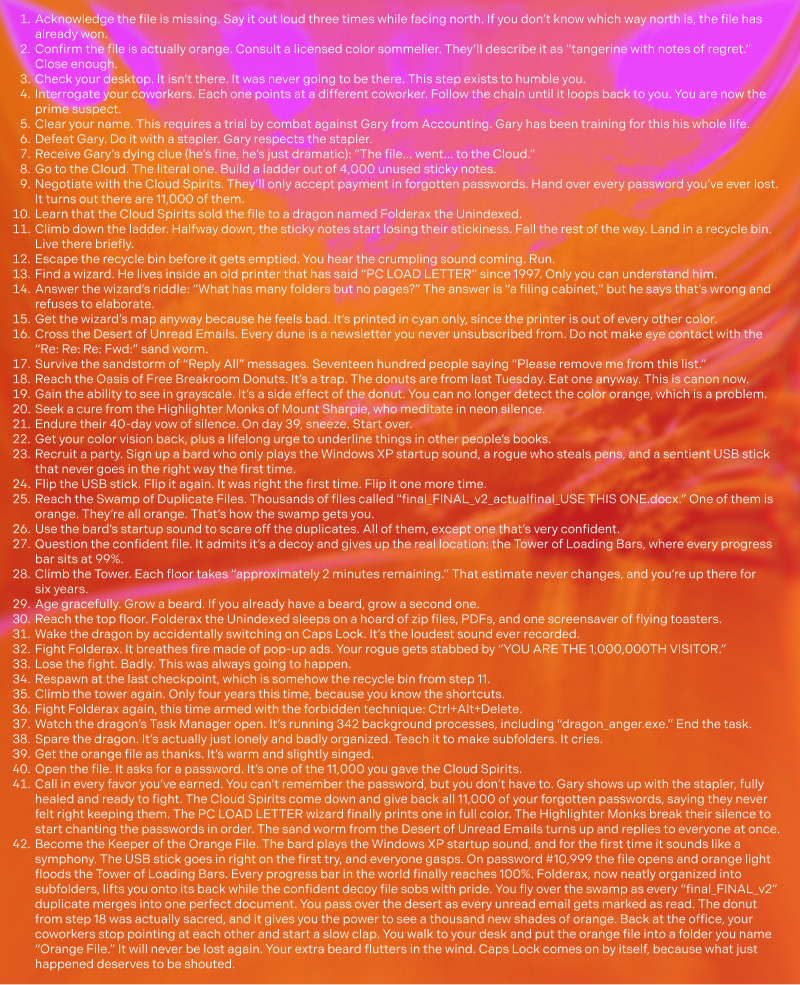 1. Acknowledge the file is missing. Say it out loud three times while facing north. If you don’t know which way north is, the file has
already won.
2. Confirm the file is actually orange. Consult a licensed color sommelier. They’ll describe it as “tangerine with notes of regret.”
Close enough.
3. Check your desktop. It isn’t there. It was never going to be there. This step exists to humble you.
4. Interrogate your coworkers. Each one points at a different coworker. Follow the chain until it loops back to you. You are now the
prime suspect.
5. Clear your name. This requires a trial by combat against Gary from Accounting. Gary has been training for this his whole life.
6. Defeat Gary. Do it with a stapler. Gary respects the stapler.
7. Receive Gary’s dying clue (he’s fine, he’s just dramatic): “The file... went... to the Cloud.”
8. Go to the Cloud. The literal one. Build a ladder out of 4,000 unused sticky notes.
9. Negotiate with the Cloud Spirits. They’ll only accept payment in forgotten passwords. Hand over every password you’ve ever lost.
It turns out there are 11,000 of them.
10. Learn that the Cloud Spirits sold the file to a dragon named Folderax the Unindexed.
11. Climb down the ladder. Halfway down, the sticky notes start losing their stickiness. Fall the rest of the way. Land in a recycle bin.
Live there briefly.
12. Escape the recycle bin before it gets emptied. You hear the crumpling sound coming. Run.
13. Find a wizard. He lives inside an old printer that has said “PC LOAD LETTER” since 1997. Only you can understand him.
14. Answer the wizard’s riddle: “What has many folders but no pages?” The answer is “a filing cabinet,” but he says that’s wrong and
refuses to elaborate.
15. Get the wizard’s map anyway because he feels bad. It’s printed in cyan only, since the printer is out of every other color.
16. Cross the Desert of Unread Emails. Every dune is a newsletter you never unsubscribed from. Do not make eye contact with the
“Re: Re: Re: Fwd:” sand worm.
17. Survive the sandstorm of “Reply All” messages. Seventeen hundred people saying “Please remove me from this list.”
18. Reach the Oasis of Free Breakroom Donuts. It’s a trap. The donuts are from last Tuesday. Eat one anyway. This is canon now.
19. Gain the ability to see in grayscale. It’s a side effect of the donut. You can no longer detect the color orange, which is a problem.
20. Seek a cure from the Highlighter Monks of Mount Sharpie, who meditate in neon silence.
21. Endure their 40-day vow of silence. On day 39, sneeze. Start over.
22. Get your color vision back, plus a lifelong urge to underline things in other people’s books.
23. Recruit a party. Sign up a bard who only plays the Windows XP startup sound, a rogue who steals pens, and a sentient USB stick
that never goes in the right way the first time.
24. Flip the USB stick. Flip it again. It was right the first time. Flip it one more time.
25. Reach the Swamp of Duplicate Files. Thousands of files called “final_FINAL_v2_actualfinal_USE THIS ONE.docx.” One of them is
orange. They’re all orange. That’s how the swamp gets you.
26. Use the bard’s startup sound to scare off the duplicates. All of them, except one that’s very confident.
27. Question the confident file. It admits it’s a decoy and gives up the real location: the Tower of Loading Bars, where every progress
bar sits at 99%.
28. Climb the Tower. Each floor takes “approximately 2 minutes remaining.” That estimate never changes, and you’re up there for
six years.
29. Age gracefully. Grow a beard. If you already have a beard, grow a second one.
30. Reach the top floor. Folderax the Unindexed sleeps on a hoard of zip files, PDFs, and one screensaver of flying toasters.
31. Wake the dragon by accidentally switching on Caps Lock. It’s the loudest sound ever recorded.
32. Fight Folderax. It breathes fire made of pop-up ads. Your rogue gets stabbed by “YOU ARE THE 1,000,000TH VISITOR.”
33. Lose the fight. Badly. This was always going to happen.
34. Respawn at the last checkpoint, which is somehow the recycle bin from step 11.
35. Climb the tower again. Only four years this time, because you know the shortcuts.
36. Fight Folderax again, this time armed with the forbidden technique: Ctrl+Alt+Delete.
37. Watch the dragon’s Task Manager open. It’s running 342 background processes, including “dragon_anger.exe.” End the task.
38. Spare the dragon. It’s actually just lonely and badly organized. Teach it to make subfolders. It cries.
39. Get the orange file as thanks. It’s warm and slightly singed.
40. Open the file. It asks for a password. It’s one of the 11,000 you gave the Cloud Spirits.
41. Call in every favor you’ve earned. You can’t remember the password, but you don’t have to. Gary shows up with the stapler, fully
healed and ready to fight. The Cloud Spirits come down and give back all 11,000 of your forgotten passwords, saying they never
felt right keeping them. The PC LOAD LETTER wizard finally prints one in full color. The Highlighter Monks break their silence to
start chanting the passwords in order. The sand worm from the Desert of Unread Emails turns up and replies to everyone at once.
42. Become the Keeper of the Orange File. The bard plays the Windows XP startup sound, and for the first time it sounds like a
symphony. The USB stick goes in right on the first try, and everyone gasps. On password #10,999 the file opens and orange light
floods the Tower of Loading Bars. Every progress bar in the world finally reaches 100%. Folderax, now neatly organized into
subfolders, lifts you onto its back while the confident decoy file sobs with pride. You fly over the swamp as every “final_FINAL_v2”
duplicate merges into one perfect document. You pass over the desert as every unread email gets marked as read. The donut
from step 18 was actually sacred, and it gives you the power to see a thousand new shades of orange. Back at the office, your
coworkers stop pointing at each other and start a slow clap. You walk to your desk and put the orange file into a folder you name
“Orange File.” It will never be lost again. Your extra beard flutters in the wind. Caps Lock comes on by itself, because what just
happened deserves to be shouted.